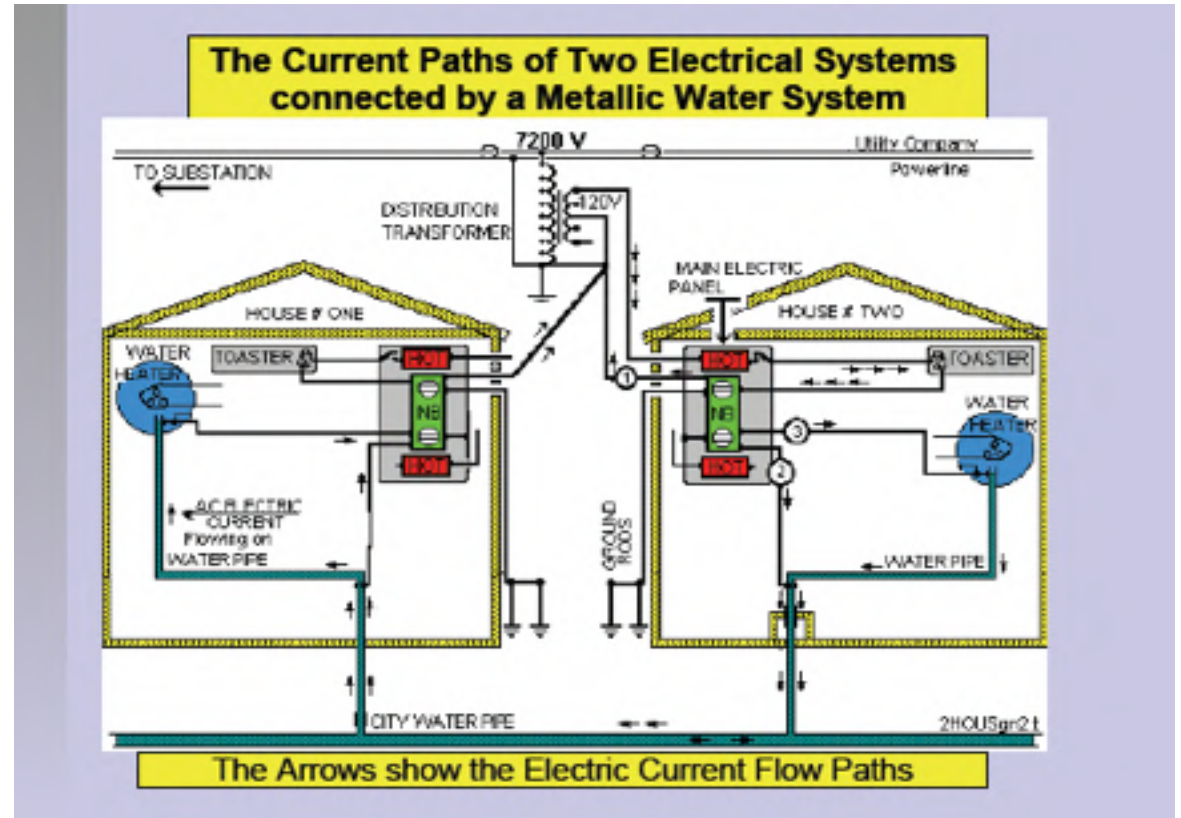 The Current Paths of Two Electrical Systems
connected by a Metallic Water System
7200 V
Utility Company
TO SUBSTATION
Powerline
DISTRIBUTION
TRANSFORMER
120V
MAIN ELECTRIC
PANEL
HOUSE # ONE
HOUSE # TWO
WATER
HEATER
TOASTER
HOT
HOT
TOASTER
NB
1
NB
WATER
HEATER
3
HOT
HOT
2
AC ELECTRIC
CURRENT
Flowing on
WATER PIPE
GROUND
RODS
WATER PIPE
CITY WATER PIPE
2HOUSgn2t
The Arrows show the Electric Current Flow Paths